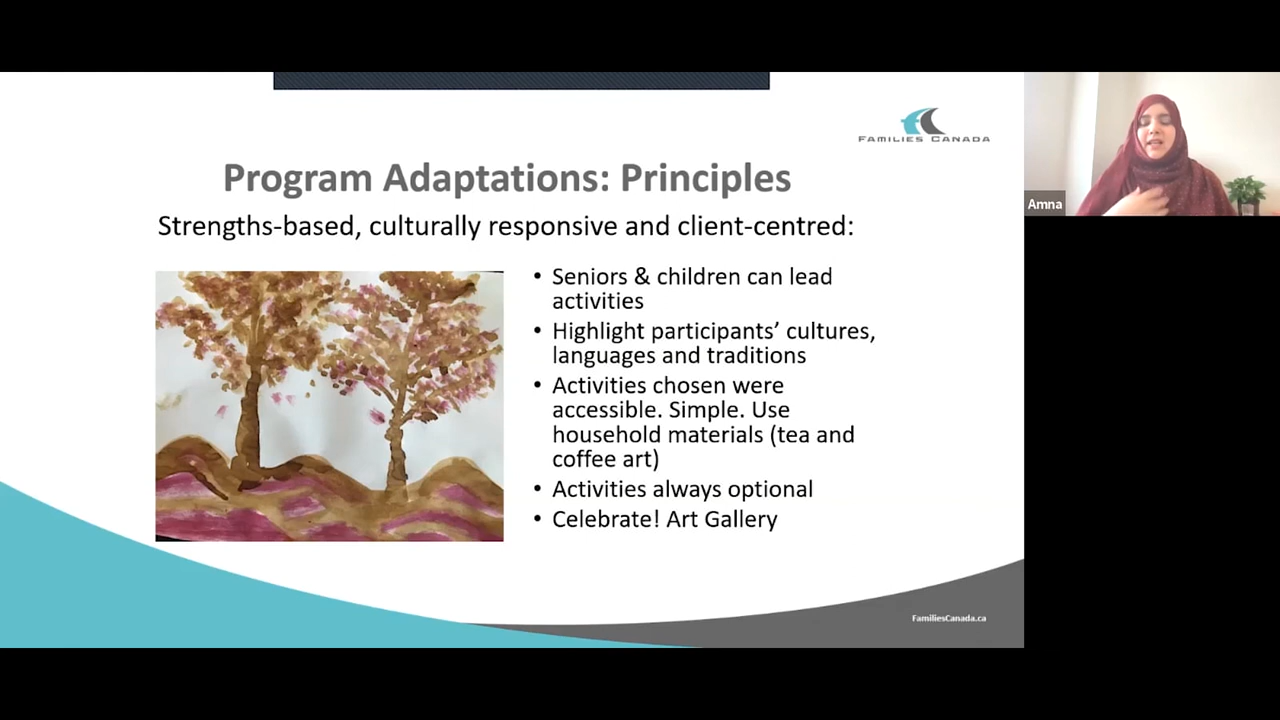 FAMILIES CANADA
Program Adaptations: Principles
Strengths-based, culturally responsive and client-centred:
• Seniors & children can lead
activities
• Highlight participants’ cultures,
languages and traditions
• Activities chosen were
accessible. Simple. Use
household materials (tea and
coffee art)
• Activities always optional
• Celebrate! Art Gallery
FamiliesCanada.ca
Amna